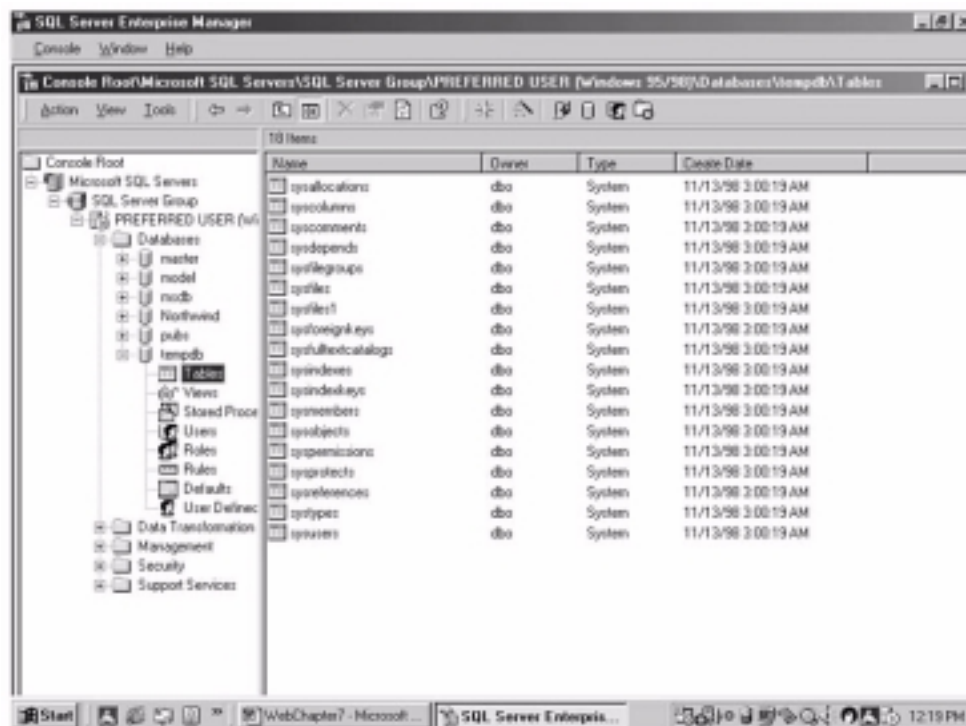 SQL Server Enterprise Manager
Console Window Help
Console Root\Microsoft SQL Servers\SQL Server Group\PREFERRED USER (Windows 95/98)\Databases\tempdb\Tables
Action View Tools
18 Items
Console Root
Microsoft SQL Servers
SQL Server Group
PREFERRED USER (Wi
Databases
master
model
msdb
Northwind
pubs
tempdb
Tables
Views
Stored Proce
Users
Roles
Rules
Defaults
User Definec
Data Transformation
Management
Security
Support Services
Name Owner Type Create Date
sysallocations dbo System 11/13/98 3:00:19 AM
syscolumns dbo System 11/13/98 3:00:19 AM
syscomments dbo System 11/13/98 3:00:19 AM
sysdepends dbo System 11/13/98 3:00:19 AM
sysfilegroups dbo System 11/13/98 3:00:19 AM
sysfiles dbo System 11/13/98 3:00:19 AM
sysfiles1 dbo System 11/13/98 3:00:19 AM
sysforeignkeys dbo System 11/13/98 3:00:19 AM
sysfulltextcatalogs dbo System 11/13/98 3:00:19 AM
sysindexes dbo System 11/13/98 3:00:19 AM
sysindexkeys dbo System 11/13/98 3:00:19 AM
sysmembers dbo System 11/13/98 3:00:19 AM
sysobjects dbo System 11/13/98 3:00:19 AM
syspermissions dbo System 11/13/98 3:00:19 AM
sysprotects dbo System 11/13/98 3:00:19 AM
sysreferences dbo System 11/13/98 3:00:19 AM
systypes dbo System 11/13/98 3:00:19 AM
sysusers dbo System 11/13/98 3:00:19 AM
Start WebChapter7 - Microsoft ... SQL Server Enterpris... 12:19 PM